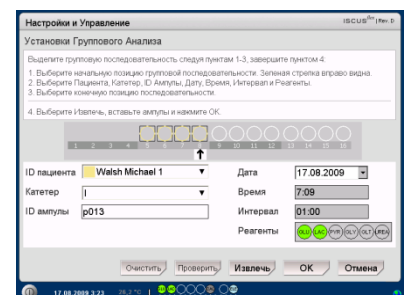 Настройки и Управление ISCUSflex | Rev. D
Установки Группового Анализа
Выделите групповую последовательность следуя пунктам 1-3, завершите пунктом 4:
1. Выберите начальную позицию групповой последовательности. Зеленая стрелка вправо видна.
2. Выберите Пациента, Катетер, ID Ампулы, Дату, Время, Интервал и Реагенты.
3. Выберите конечную позицию групповой последовательности.
4. Выберите Извлечь, вставьте ампулы и нажмите OK.
1 2 3 4 5 6 7 8 9 10 11 12 13 14 15 16
ID пациента Walsh Michael 1 Дата 17.08.2009
Катетер I Время 7:09
ID ампулы p013 Интервал 01:00
Реагенты GLU LAC PYR GLY GLT UREA
Очистить Проверить Извлечь OK Отмена
17.08.2009 3:23 26,3 °C